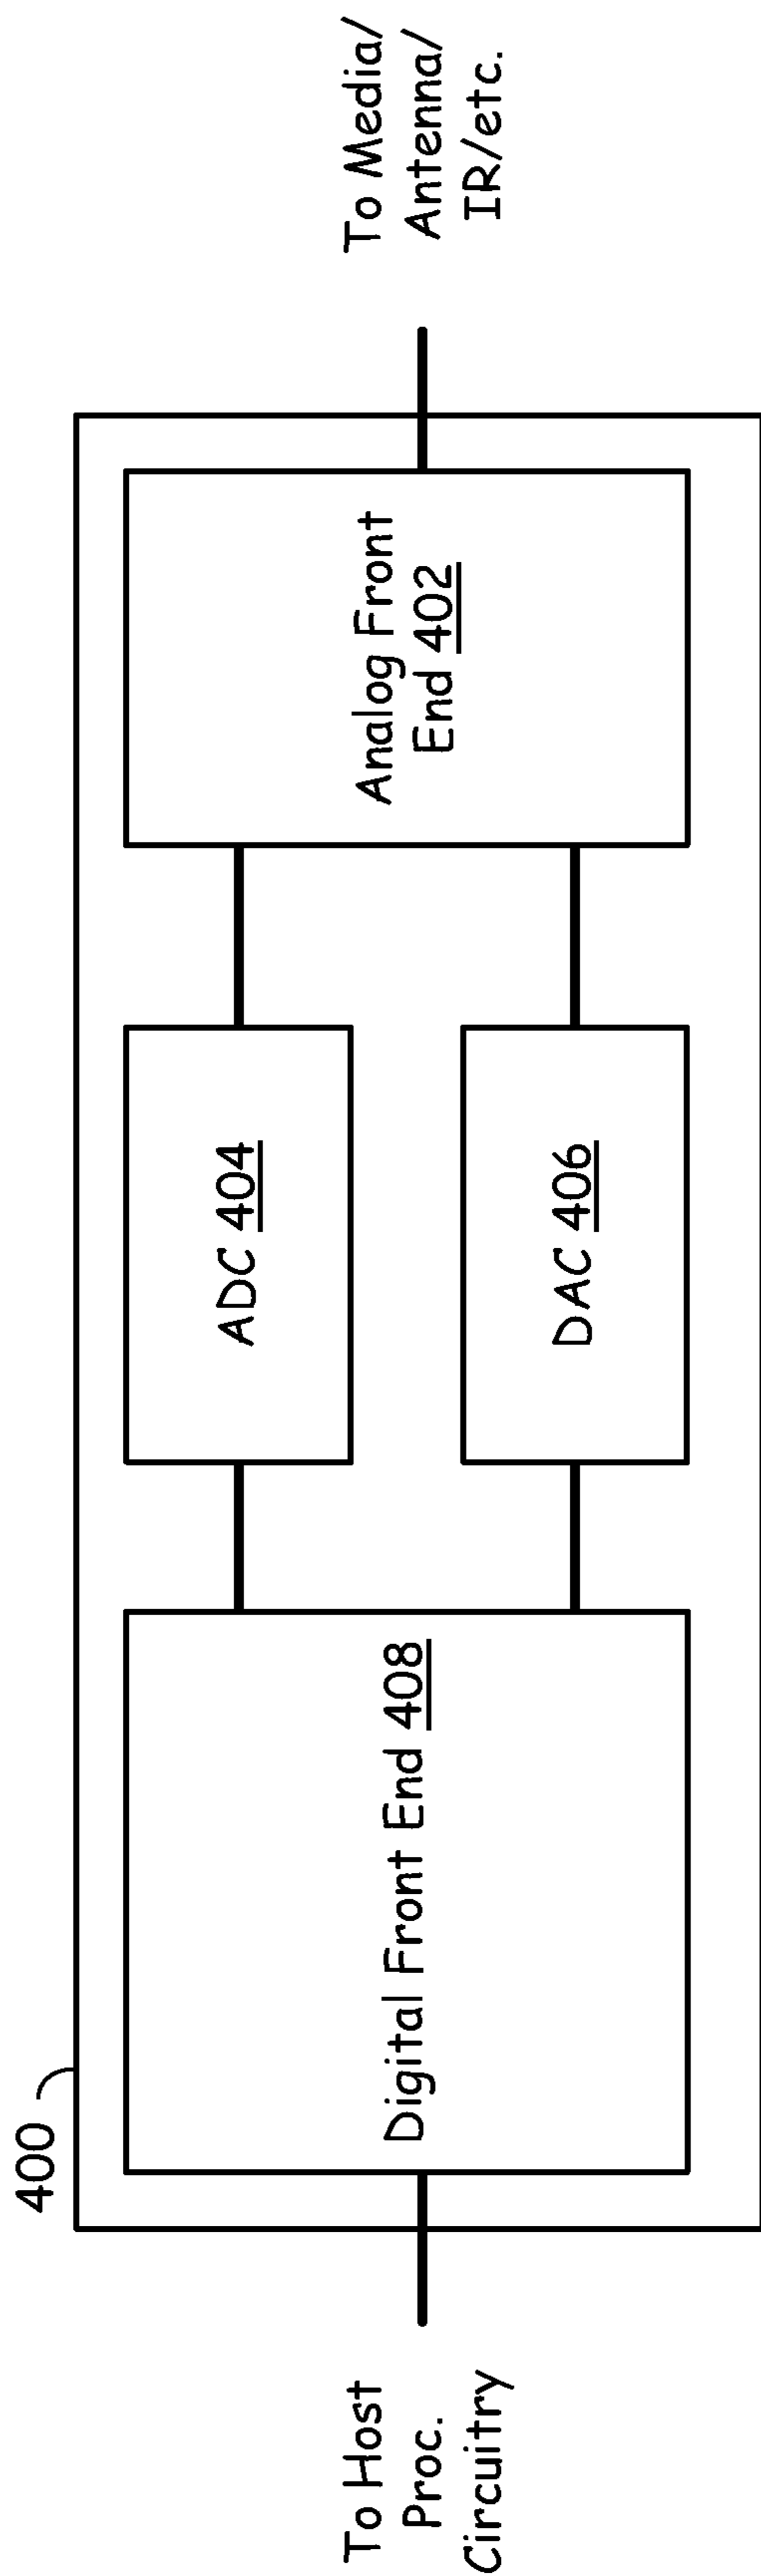 400
To Host
Proc.
Circuitry
Digital Front End 408
ADC 404
DAC 406
Analog Front
End 402
To Media/
Antenna/
IR/etc.